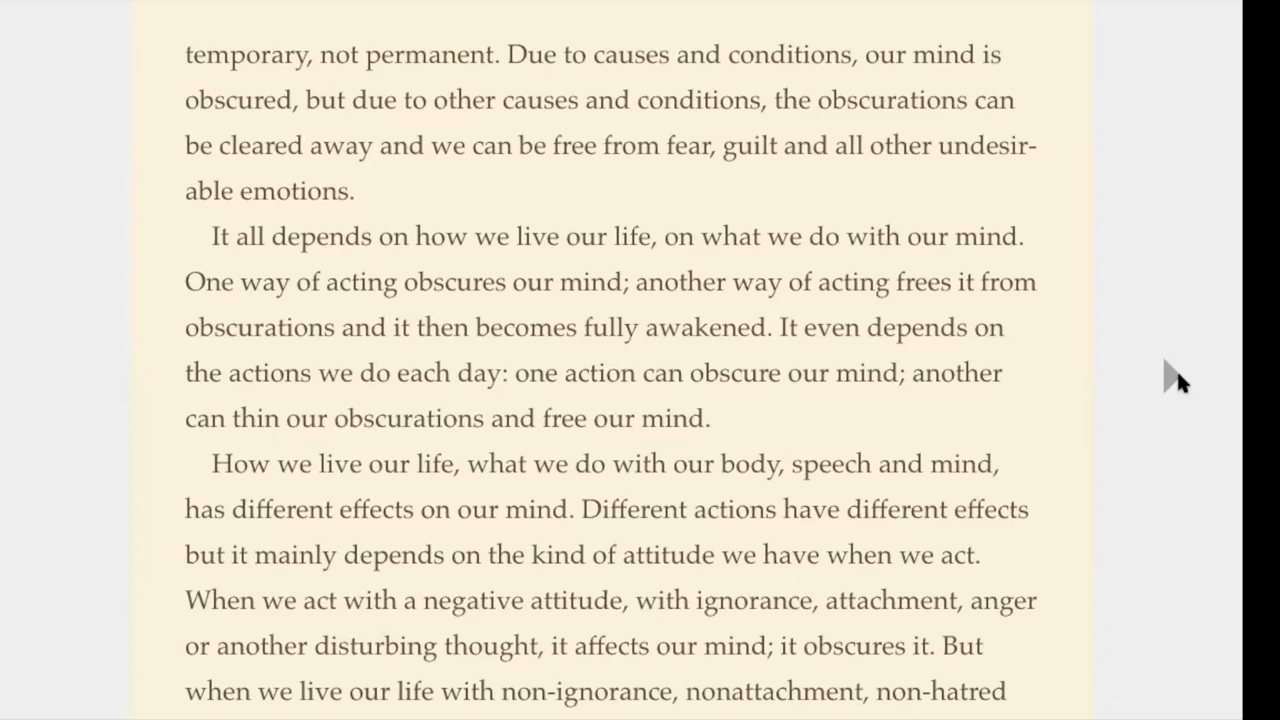 temporary, not permanent. Due to causes and conditions, our mind is
obscured, but due to other causes and conditions, the obscurations can
be cleared away and we can be free from fear, guilt and all other undesir-
able emotions.
It all depends on how we live our life, on what we do with our mind.
One way of acting obscures our mind; another way of acting frees it from
obscurations and it then becomes fully awakened. It even depends on
the actions we do each day: one action can obscure our mind; another
can thin our obscurations and free our mind.
How we live our life, what we do with our body, speech and mind,
has different effects on our mind. Different actions have different effects
but it mainly depends on the kind of attitude we have when we act.
When we act with a negative attitude, with ignorance, attachment, anger
or another disturbing thought, it affects our mind; it obscures it. But
when we live our life with non-ignorance, nonattachment, non-hatred